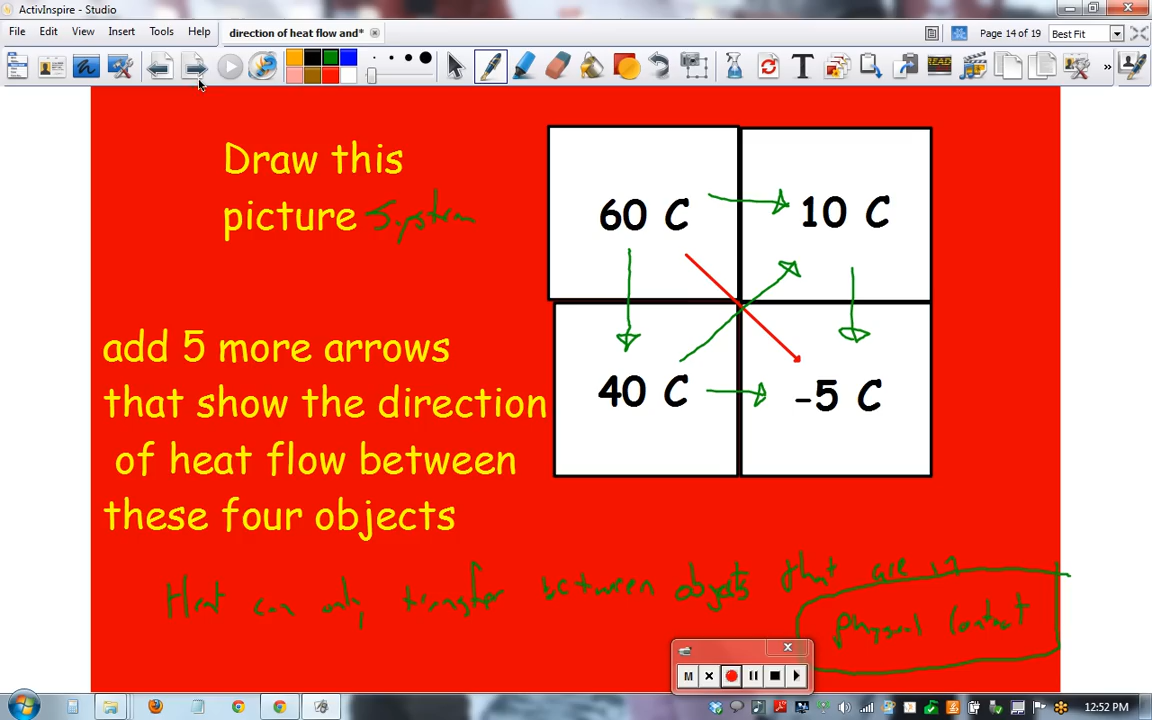 ActivInspire - Studio
File Edit View Insert Tools Help direction of heat flow and* Page 14 of 19 Best Fit
Draw this
picture System
60 C 10 C
add 5 more arrows
that show the direction
of heat flow between
these four objects
40 C -5 C
Heat can only transfer between objects that are in
physical contact
M
12:52 PM